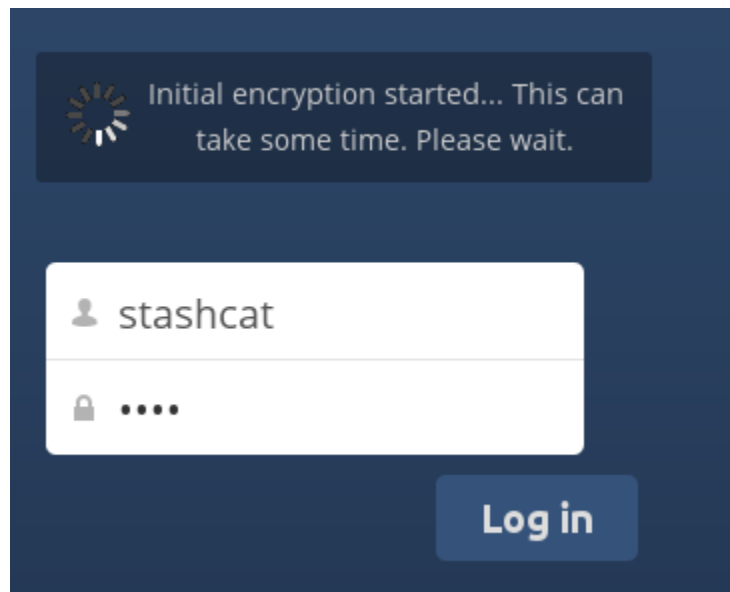 Initial encryption started... This can
take some time. Please wait.
stashcat
••••
Log in